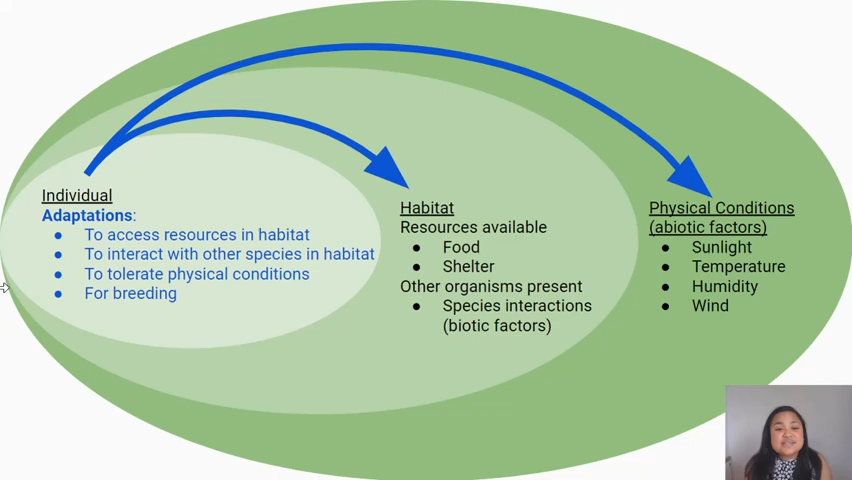 Individual
Adaptations:
● To access resources in habitat
● To interact with other species in habitat
● To tolerate physical conditions
● For breeding
Habitat
Resources available
● Food
● Shelter
Other organisms present
● Species interactions
(biotic factors)
Physical Conditions
(abiotic factors)
● Sunlight
● Temperature
● Humidity
● Wind